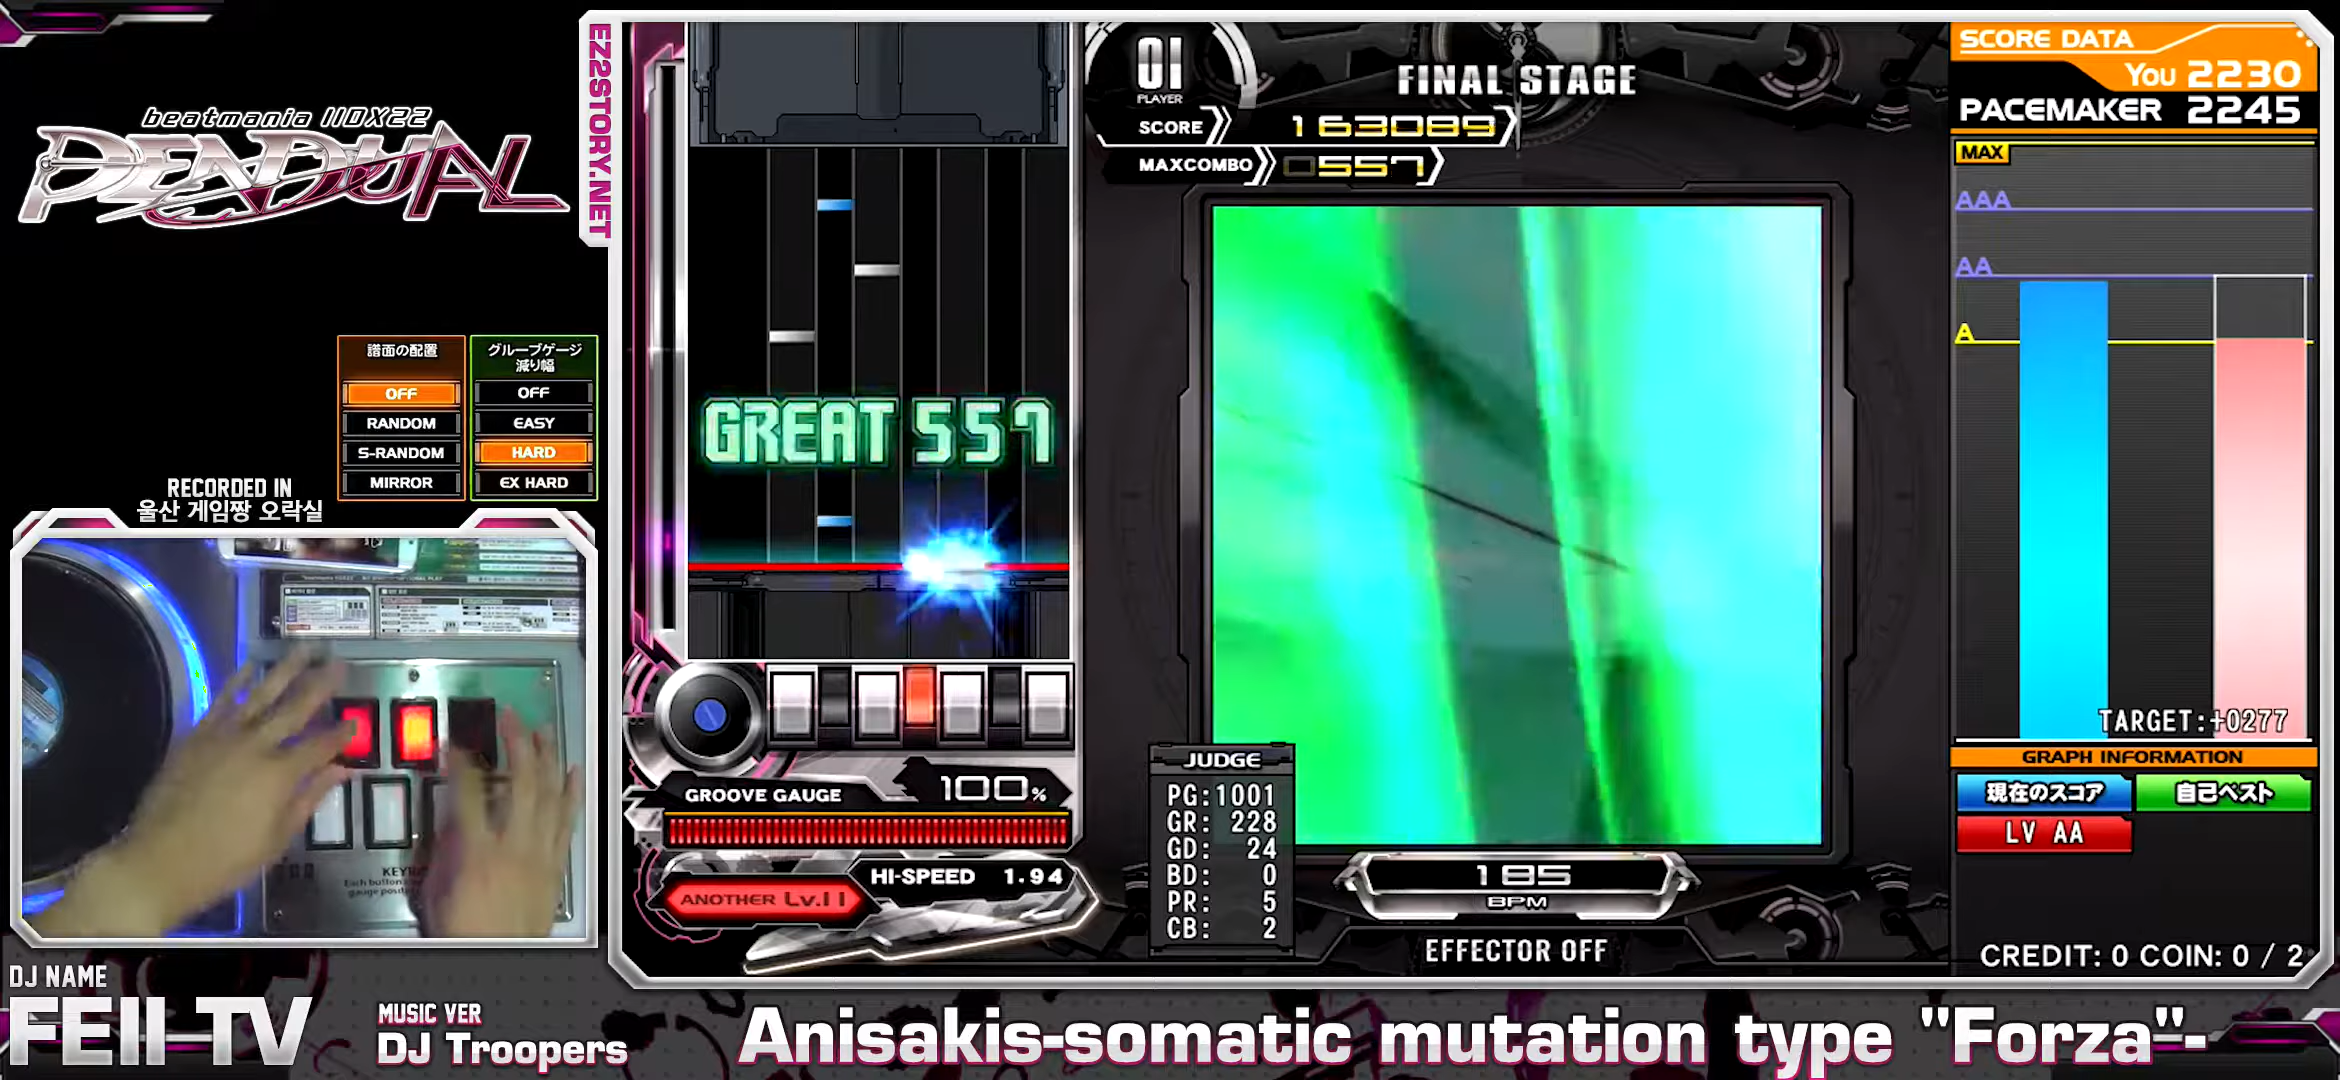 beatmania IIDX22
PENDUAL
EZ2STORY.NET
譜面の配置
OFF
RANDOM
S-RANDOM
MIRROR
グルーブゲージ
減り幅
OFF
EASY
HARD
EX HARD
RECORDED IN
울산 게임짱 오락실
01
PLAYER
SCORE 163089
MAXCOMBO 0557
FINAL STAGE
GREAT 557
GROOVE GAUGE 100%
HI-SPEED 1.94
ANOTHER Lv.11
JUDGE
PG:1001
GR: 228
GD: 24
BD: 0
PR: 5
CB: 2
185
BPM
EFFECTOR OFF
SCORE DATA
YOU 2230
PACEMAKER 2245
MAX
AAA
AA
A
TARGET:+0277
GRAPH INFORMATION
現在のスコア
自己ベスト
LV AA
CREDIT: 0 COIN: 0 / 2
DJ NAME
FEII TV
MUSIC VER
DJ Troopers
Anisakis-somatic mutation type "Forza"-